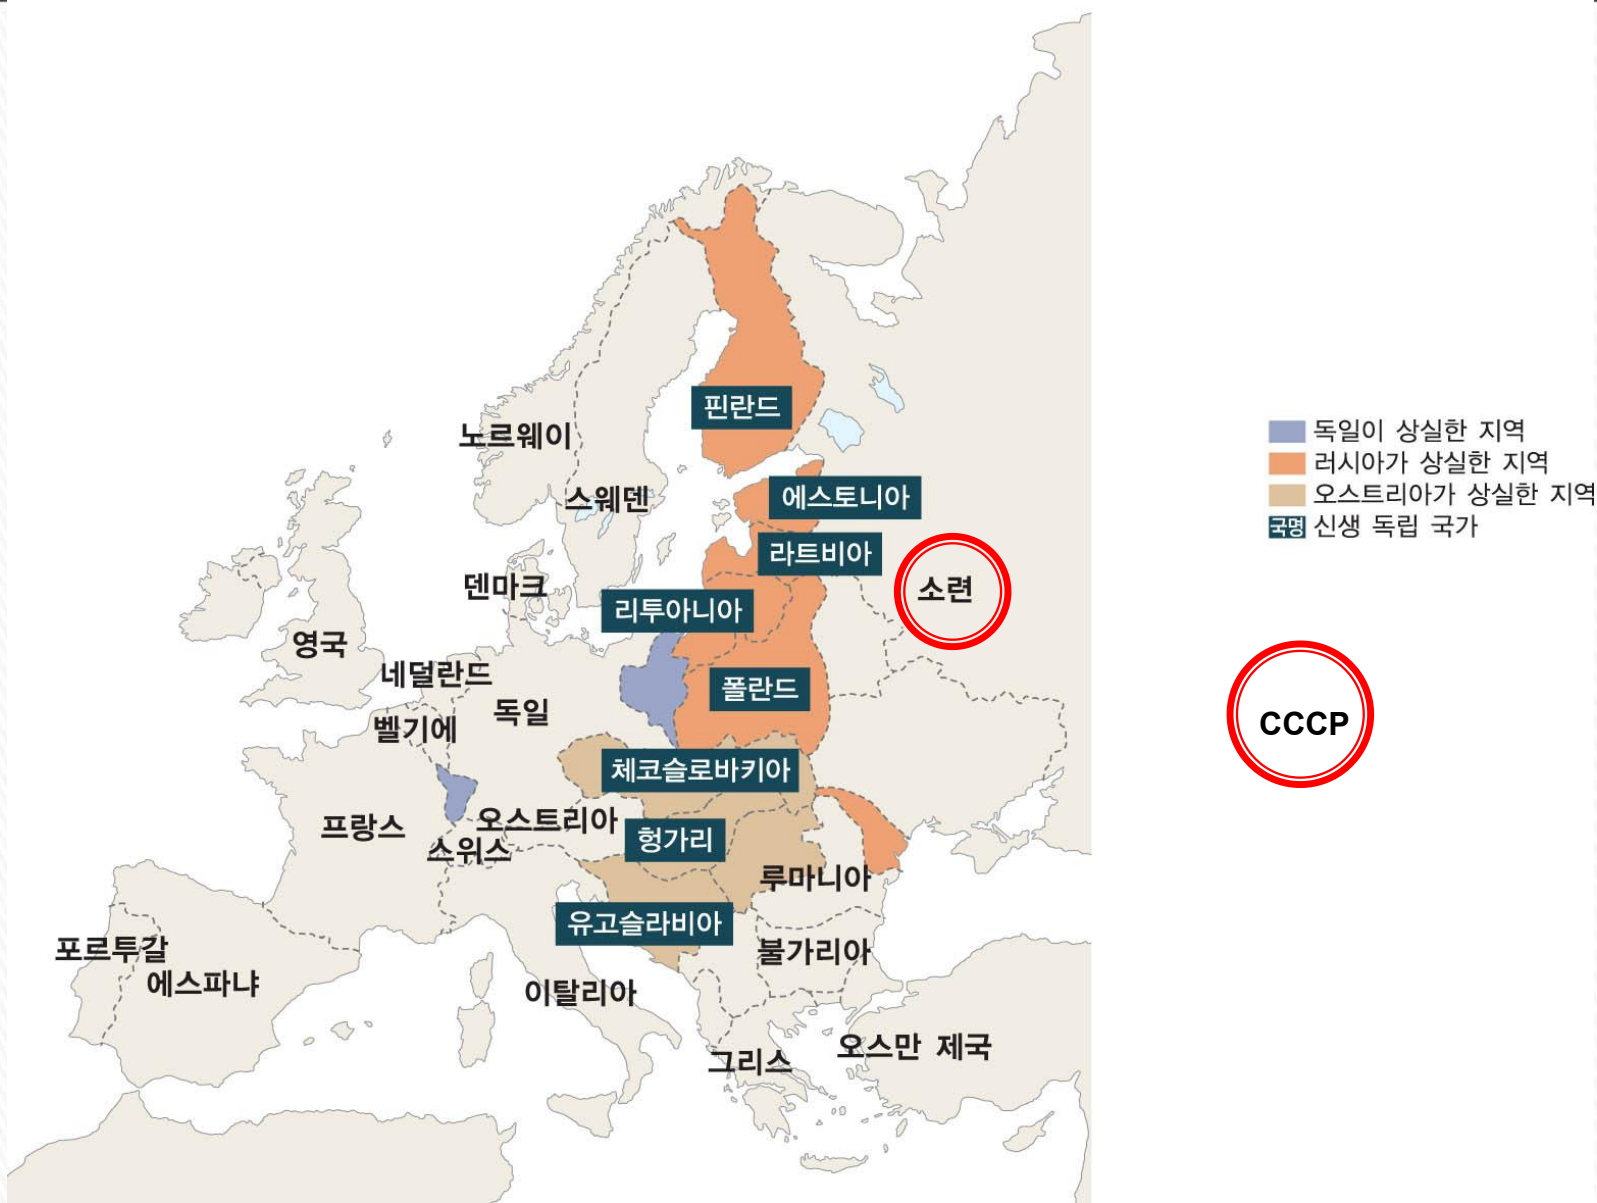 핀란드
노르웨이
스웨덴
에스토니아
라트비아
소련
덴마크
리투아니아
영국
네덜란드
폴란드
독일
벨기에
체코슬로바키아
프랑스
오스트리아
헝가리
스위스
루마니아
유고슬라비아
불가리아
포르투갈
에스파냐
이탈리아
그리스
오스만 제국
독일이 상실한 지역
러시아가 상실한 지역
오스트리아가 상실한 지역
국명 신생 독립 국가
CCCP